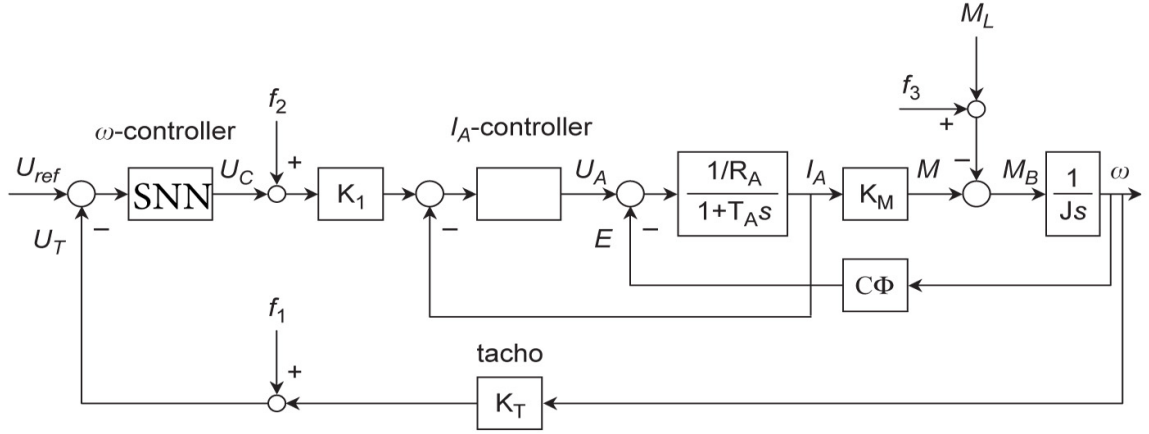 M_L
f_3
+
f_2
ω-controller
I_A-controller
U_ref
SNN
U_C
+
K_1
U_A
1/R_A
1+T_As
I_A
K_M
M
−
M_B
1
Js
ω
U_T
−
−
E
−
CΦ
f_1
+
tacho
K_T